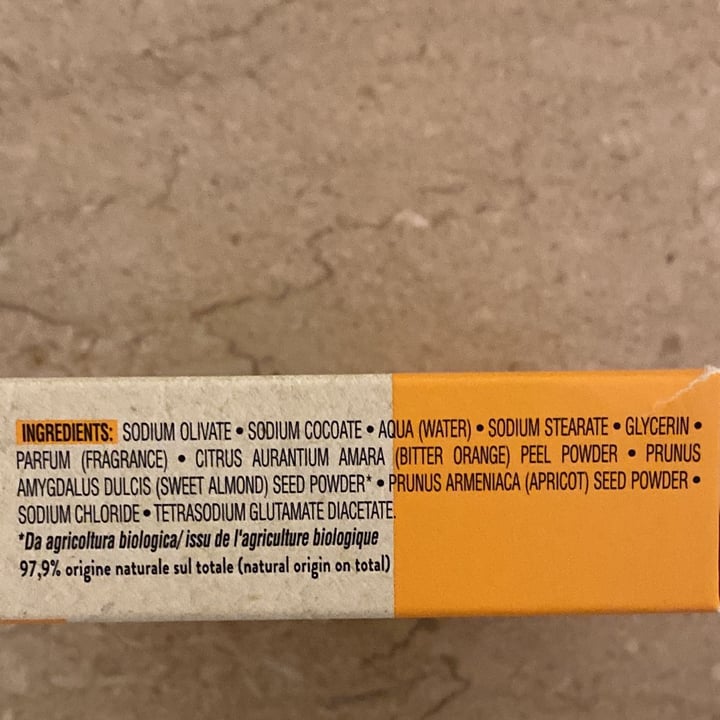 INGREDIENTS: SODIUM OLIVATE • SODIUM COCOATE • AQUA (WATER) • SODIUM STEARATE • GLYCERIN •
PARFUM (FRAGRANCE) • CITRUS AURANTIUM AMARA (BITTER ORANGE) PEEL POWDER • PRUNUS
AMYGDALUS DULCIS (SWEET ALMOND) SEED POWDER* • PRUNUS ARMENIACA (APRICOT) SEED POWDER •
SODIUM CHLORIDE • TETRASODIUM GLUTAMATE DIACETATE.
*Da agricoltura biologica/ issu de l'agriculture biologique
97,9% origine naturale sul totale (natural origin on total)